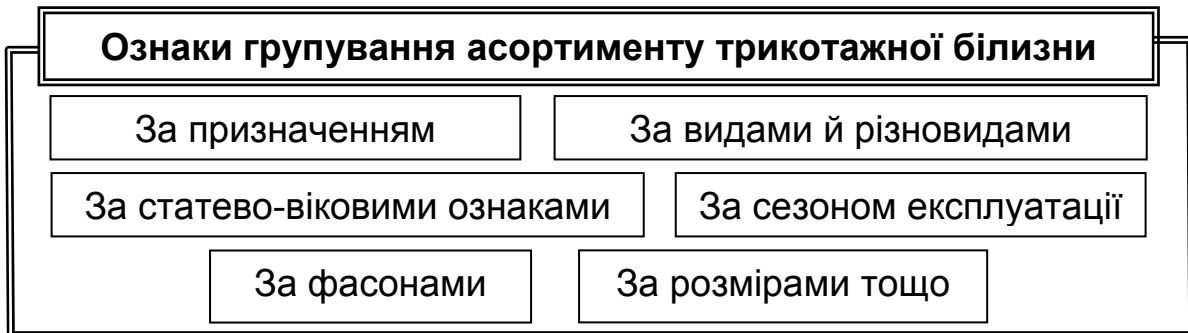 Ознаки групування асортименту трикотажної білизни
За призначенням
За видами й різновидами
За статево-віковими ознаками
За сезоном експлуатації
За фасонами
За розмірами тощо